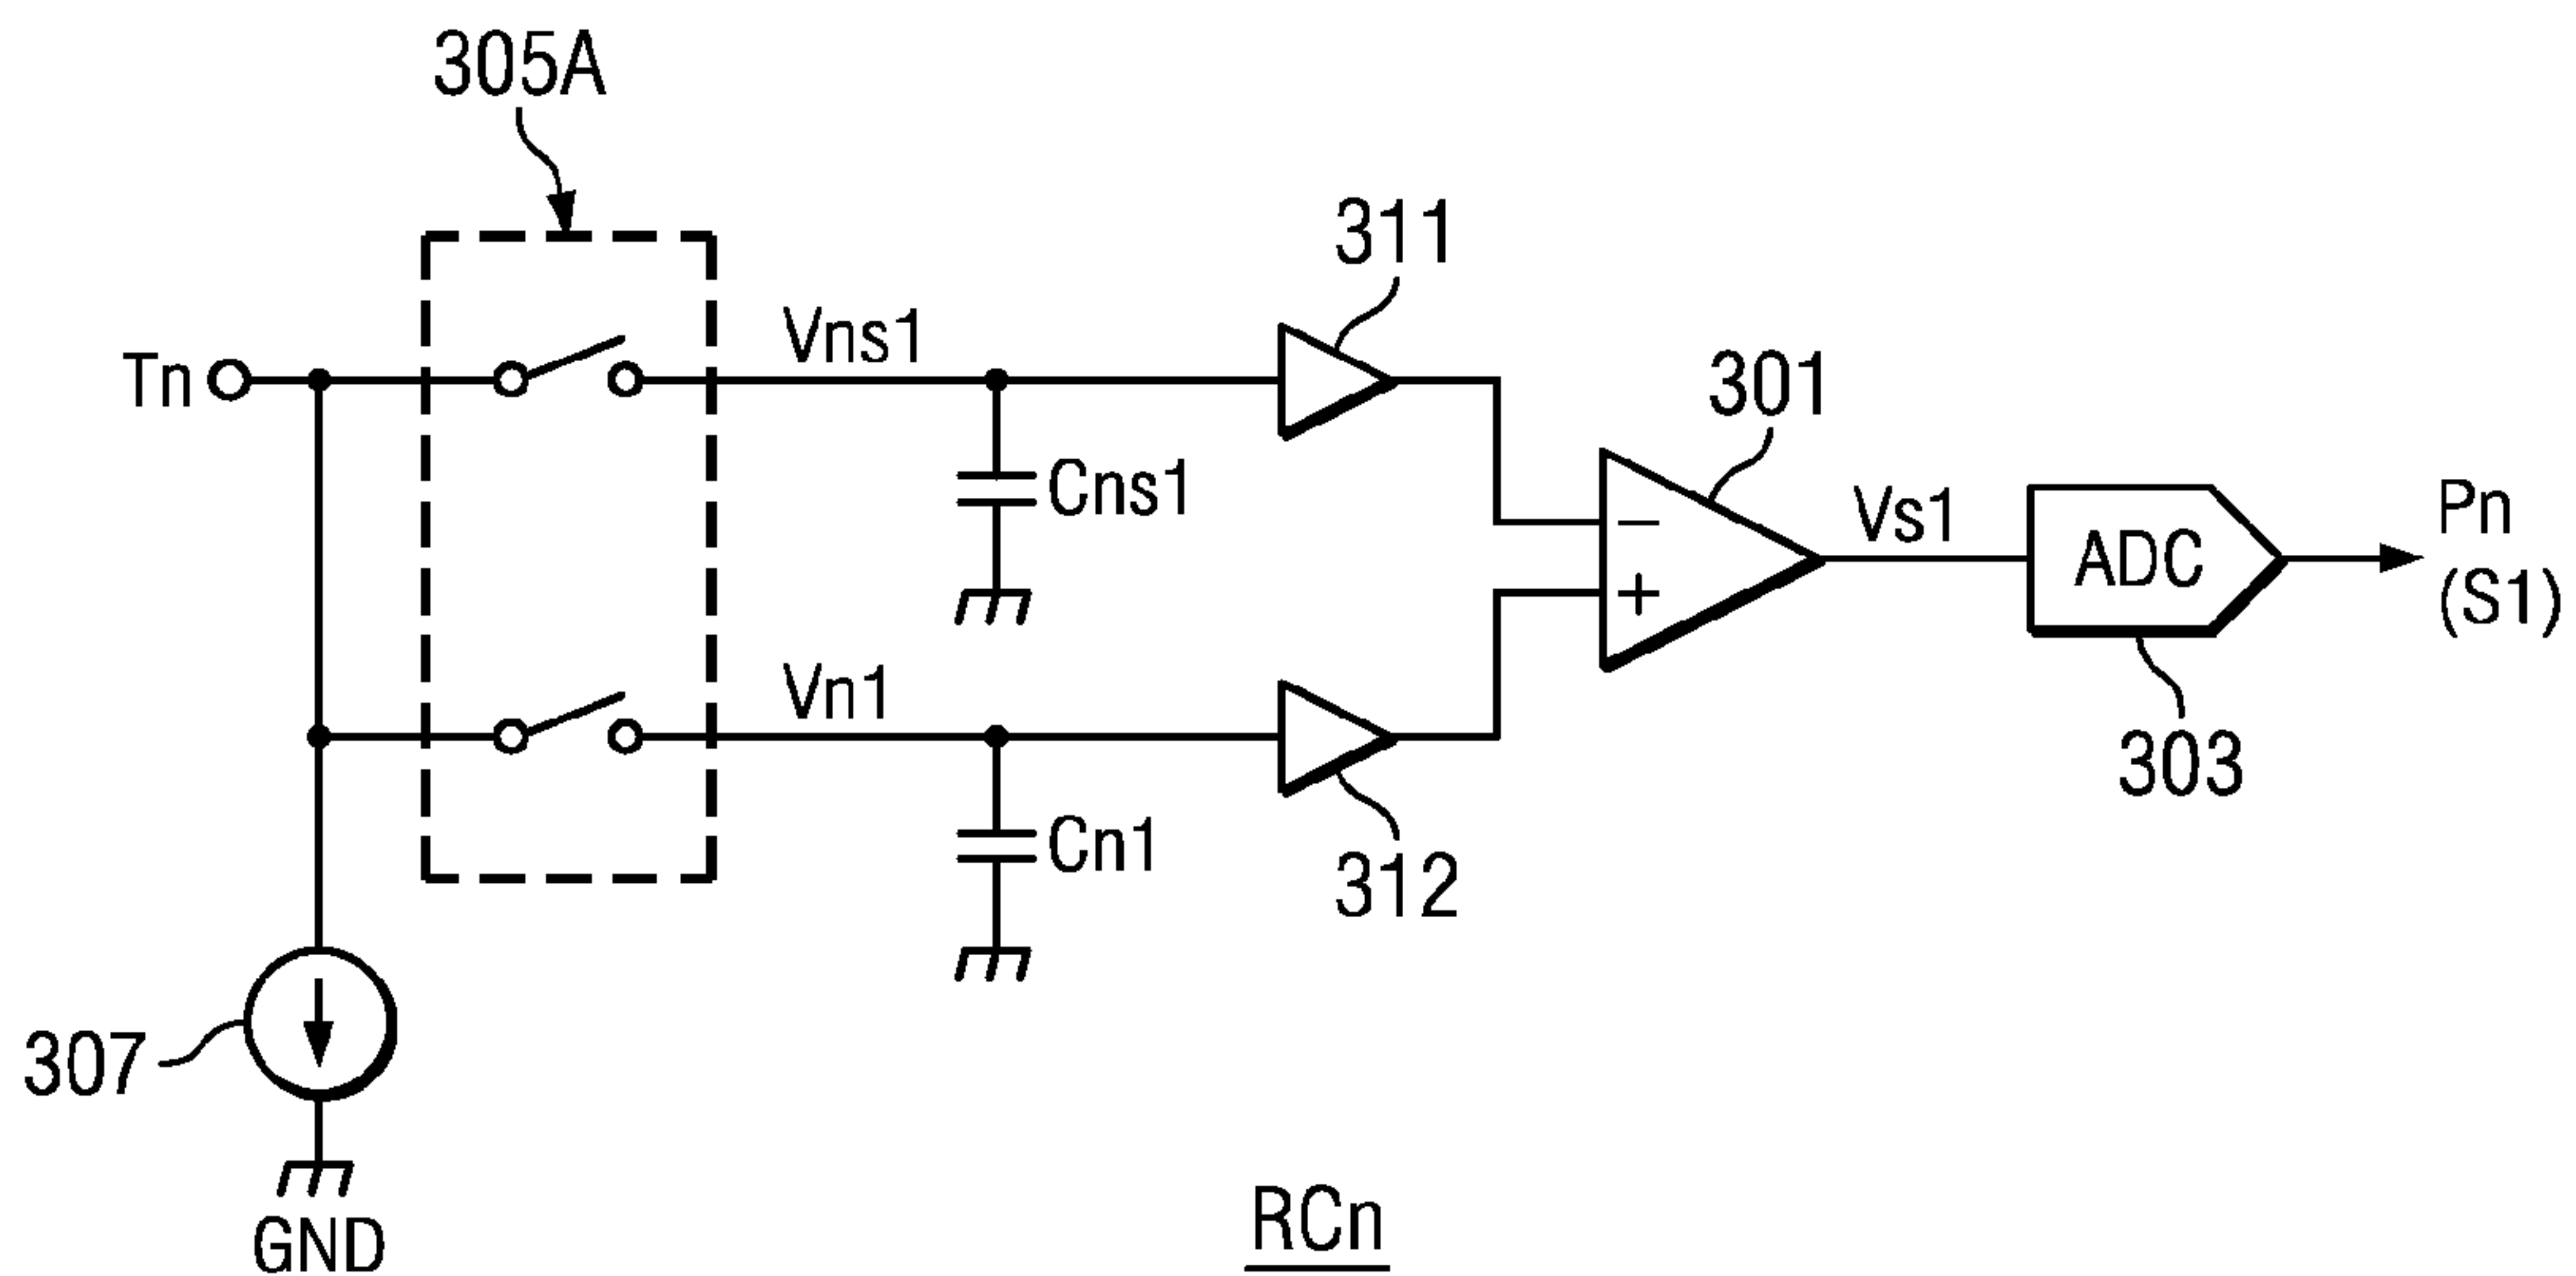 305A
311
Vns1
301
Tn
Cns1
−
+
Vs1
ADC
Pn
(S1)
Vn1
303
Cn1
312
307
GND
RCn